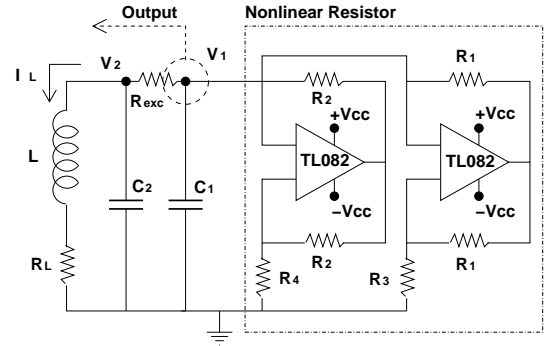 Output
Nonlinear Resistor
V2
V1
R1
I L
Rexc
R2
+Vcc
+Vcc
L
TL082
TL082
C2
C1
−Vcc
−Vcc
R2
R1
RL
R4
R3